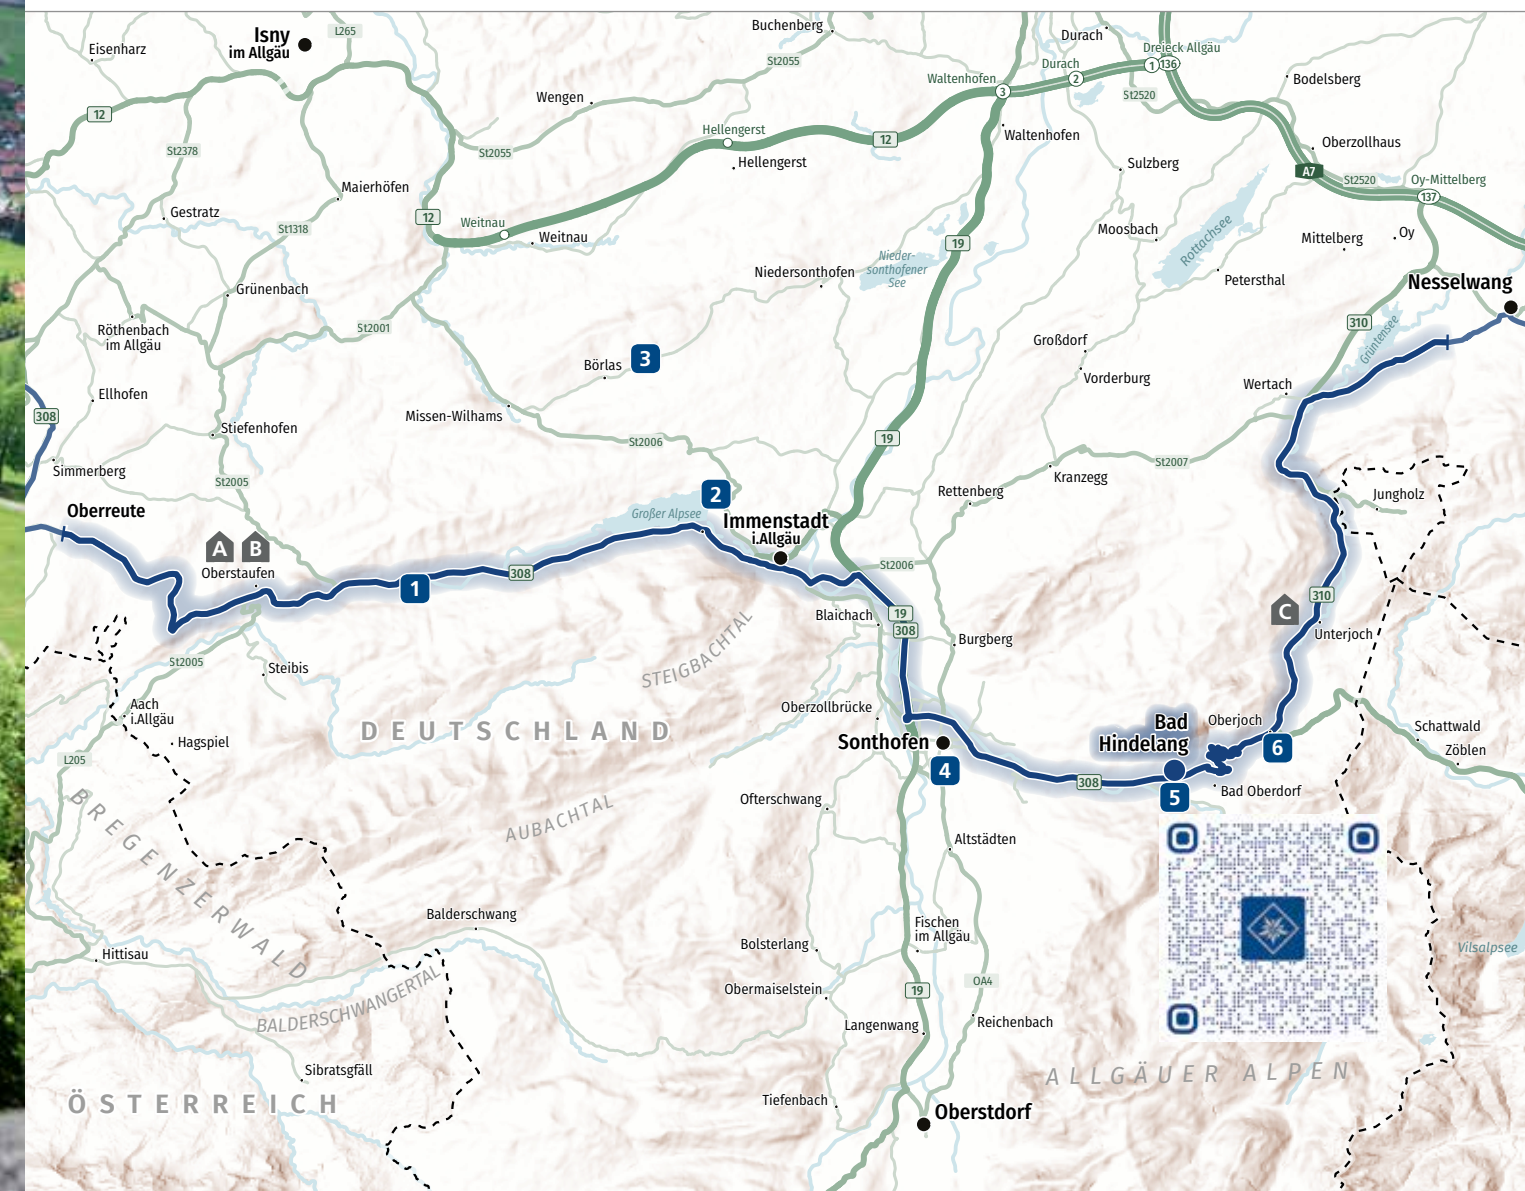 Buchenberg
Isny
im Allgäu
L265
Durach
Eisenharz
Dreieck Allgäu
St2055
Durach
1
136
Waltenhofen
2
Bodelsberg
3
St2520
Wengen
12
Hellengerst
12
Waltenhofen
Oberzollhaus
St2378
St2055
Hellengerst
Sulzberg
A7
St2520
Oy-Mittelberg
137
Maierhöfen
Gestratz
12
Weitnau
St1318
Weitnau
Moosbach
Rottachsee
Mittelberg
Oy
19
Nieder-
sonthofener
See
Niedersonthofen
Petersthal
Nesselwang
Grünenbach
Röthenbach
im Allgäu
St2001
310
Grüntensee
Großdorf
3
Börlas
Vorderburg
Wertach
Ellhofen
308
Missen-Wilhams
Stiefenhofen
St2006
19
Simmerberg
St2007
Kranzegg
St2005
2
Rettenberg
Jungholz
Oberreute
Großer Alpsee
Immenstadt
i.Allgäu
A
B
Oberstaufen
308
St2006
1
310
C
19
Blaichach
308
Unterjoch
Burgberg
STEIGBACHTAL
St2005
Steibis
Aach
i.Allgäu
Oberzollbrücke
DEUTSCHLAND
Bad
Hindelang
Oberjoch
Schattwald
Hagspiel
Sonthofen
6
Zöblen
L205
4
308
5
Bad Oberdorf
Ofterschwang
AUBACHTAL
BREGENZERWALD
Altstädten
Balderschwang
Fischen
im Allgäu
Bolsterlang
Vilsalpsee
Hittisau
BALDERSCHWANGERTAL
Obermaiselstein
19
OA4
Langenwang
Reichenbach
Sibratsgfäll
ALLGÄUER ALPEN
ÖSTERREICH
Tiefenbach
Oberstdorf